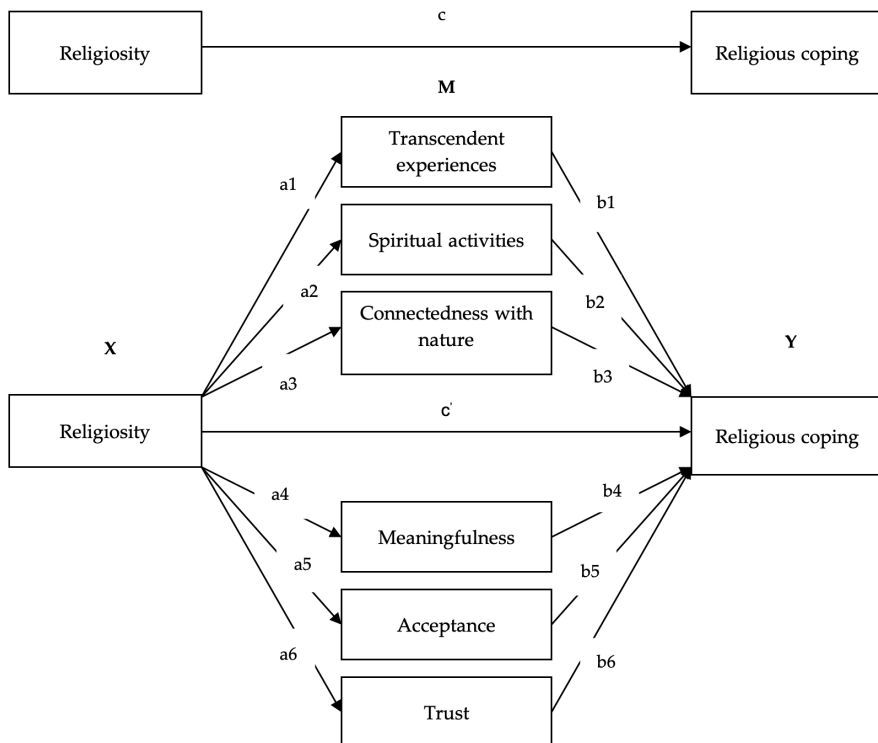 c
Religiosity
Religious coping
M
Transcendent
experiences
a1
b1
Spiritual activities
a2
b2
Connectedness with
nature
X
Y
a3
b3
c'
Religiosity
Religious coping
a4
b4
Meaningfulness
a5
b5
Acceptance
a6
b6
Trust